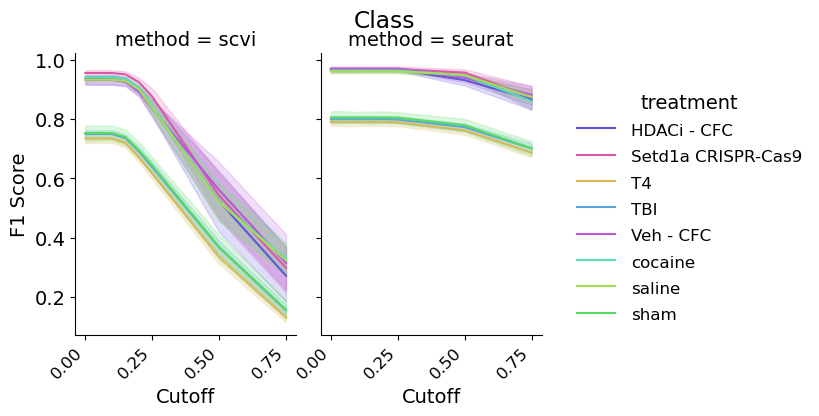 Class
method = scvi
method = seurat
F1 Score
1.0
0.8
0.6
0.4
0.2
0.00
0.25
0.50
0.75
0.00
0.25
0.50
0.75
Cutoff
Cutoff
treatment
HDACi - CFC
Setd1a CRISPR-Cas9
T4
TBI
Veh - CFC
cocaine
saline
sham